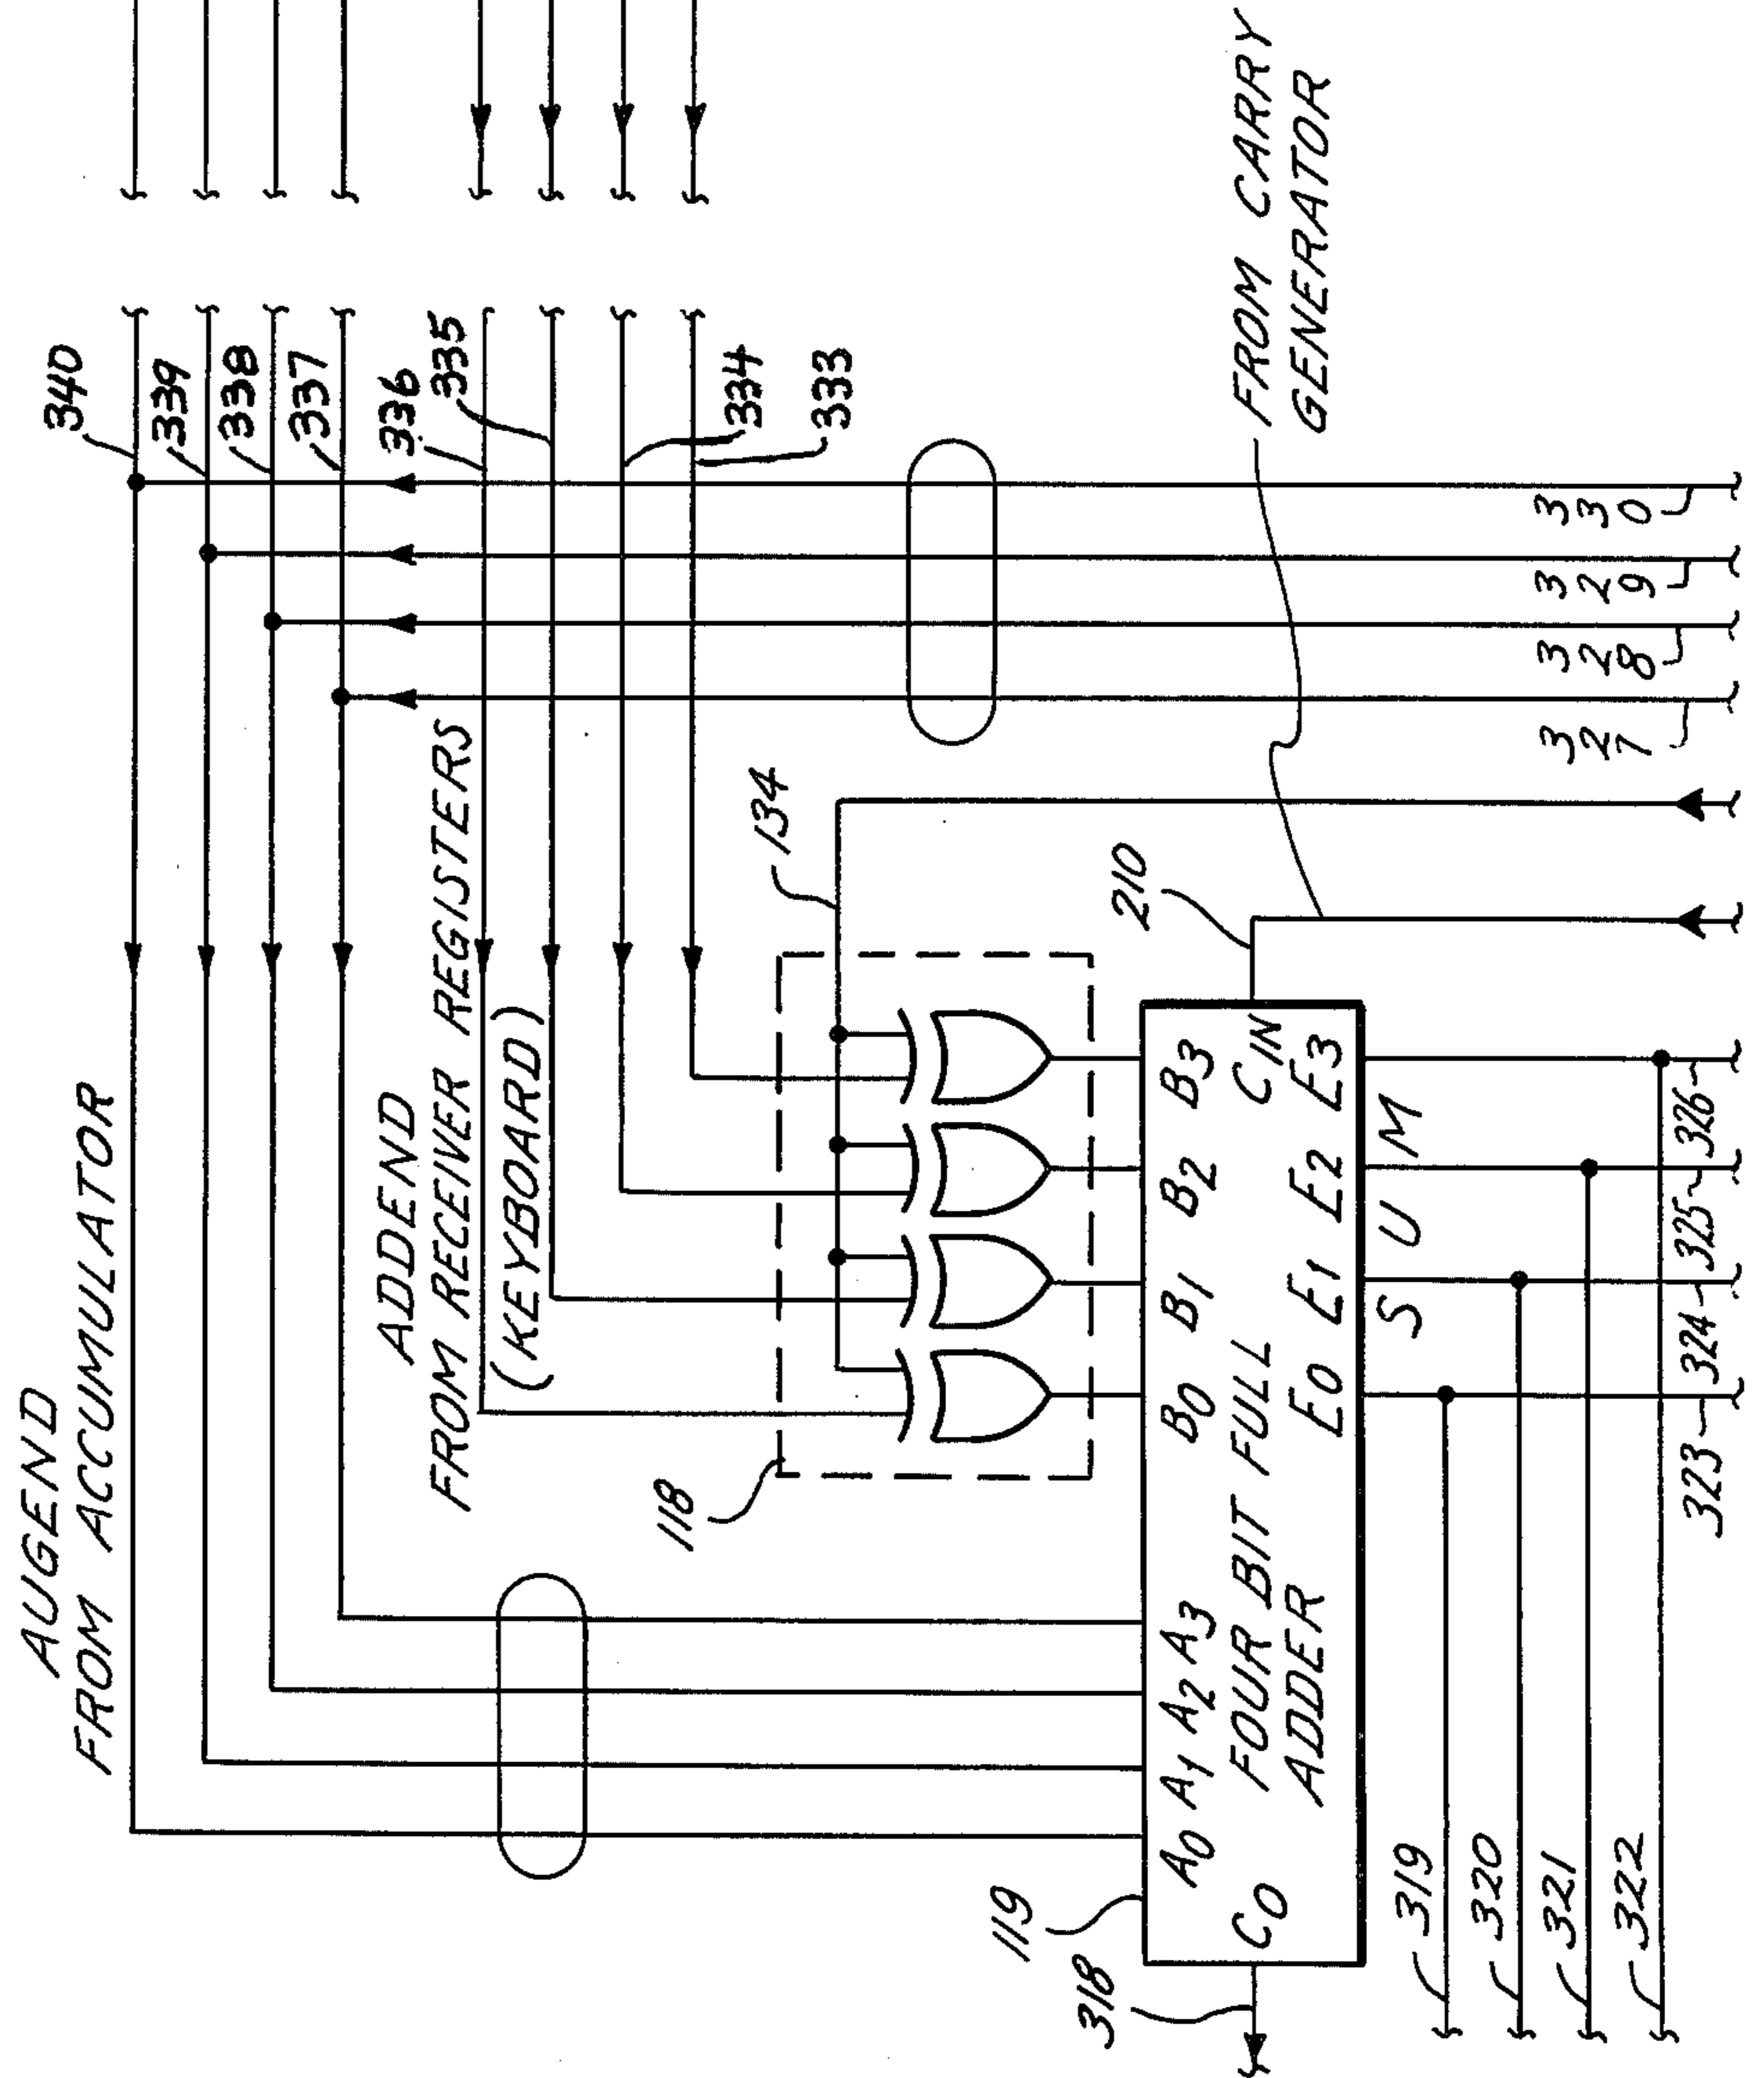 AUGEND
FROM ACCUMULATOR
340
339
338
337
336
335
334
333
ADDEND
FROM RECEIVER REGISTERS
(KEYBOARD)
118
134
119
318
210
FROM CARRY
GENERATOR
A0 A1 A2 A3
B0 B1 B2 B3
C0
CIN
FOUR BIT FULL
ADDER
E0 E1 E2 E3
SUM
319
320
321
322
323
324
325
326
327
328
329
330